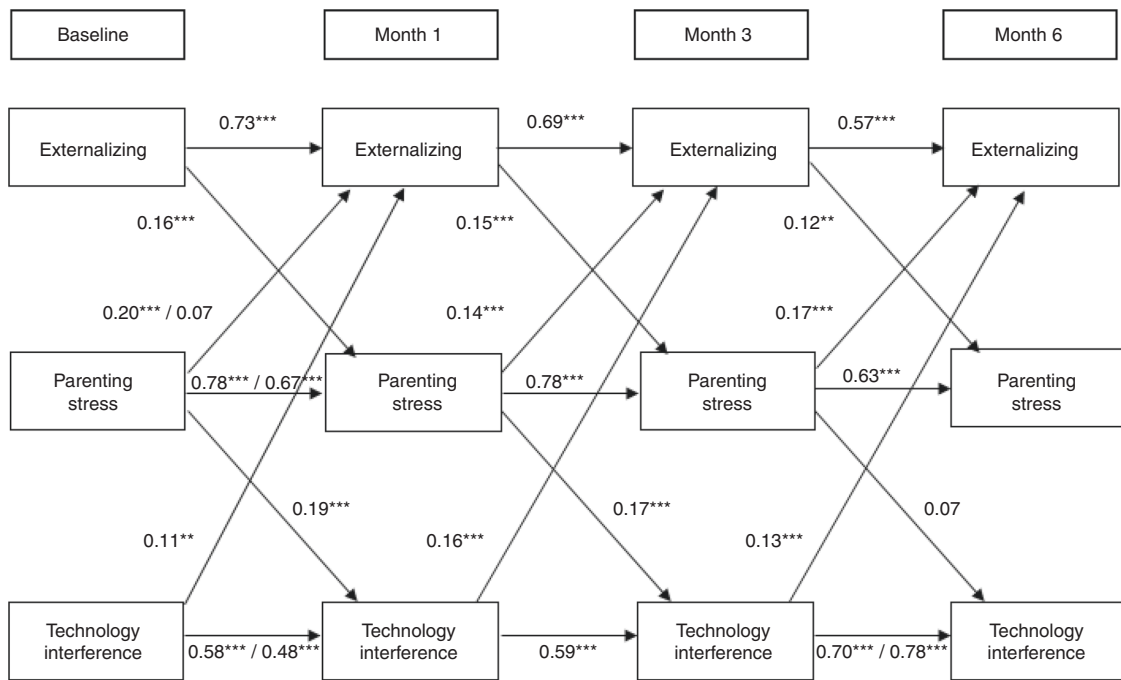 Baseline
Month 1
Month 3
Month 6
0.73***
0.69***
0.57***
Externalizing
Externalizing
Externalizing
Externalizing
0.16***
0.15***
0.12**
0.20*** / 0.07
0.14***
0.17***
Parenting
stress
0.78*** / 0.67***
Parenting
stress
0.78***
Parenting
stress
0.63***
Parenting
stress
0.19***
0.17***
0.07
0.11**
0.16***
0.13***
Technology
interference
0.58*** / 0.48***
Technology
interference
0.59***
Technology
interference
0.70*** / 0.78***
Technology
interference